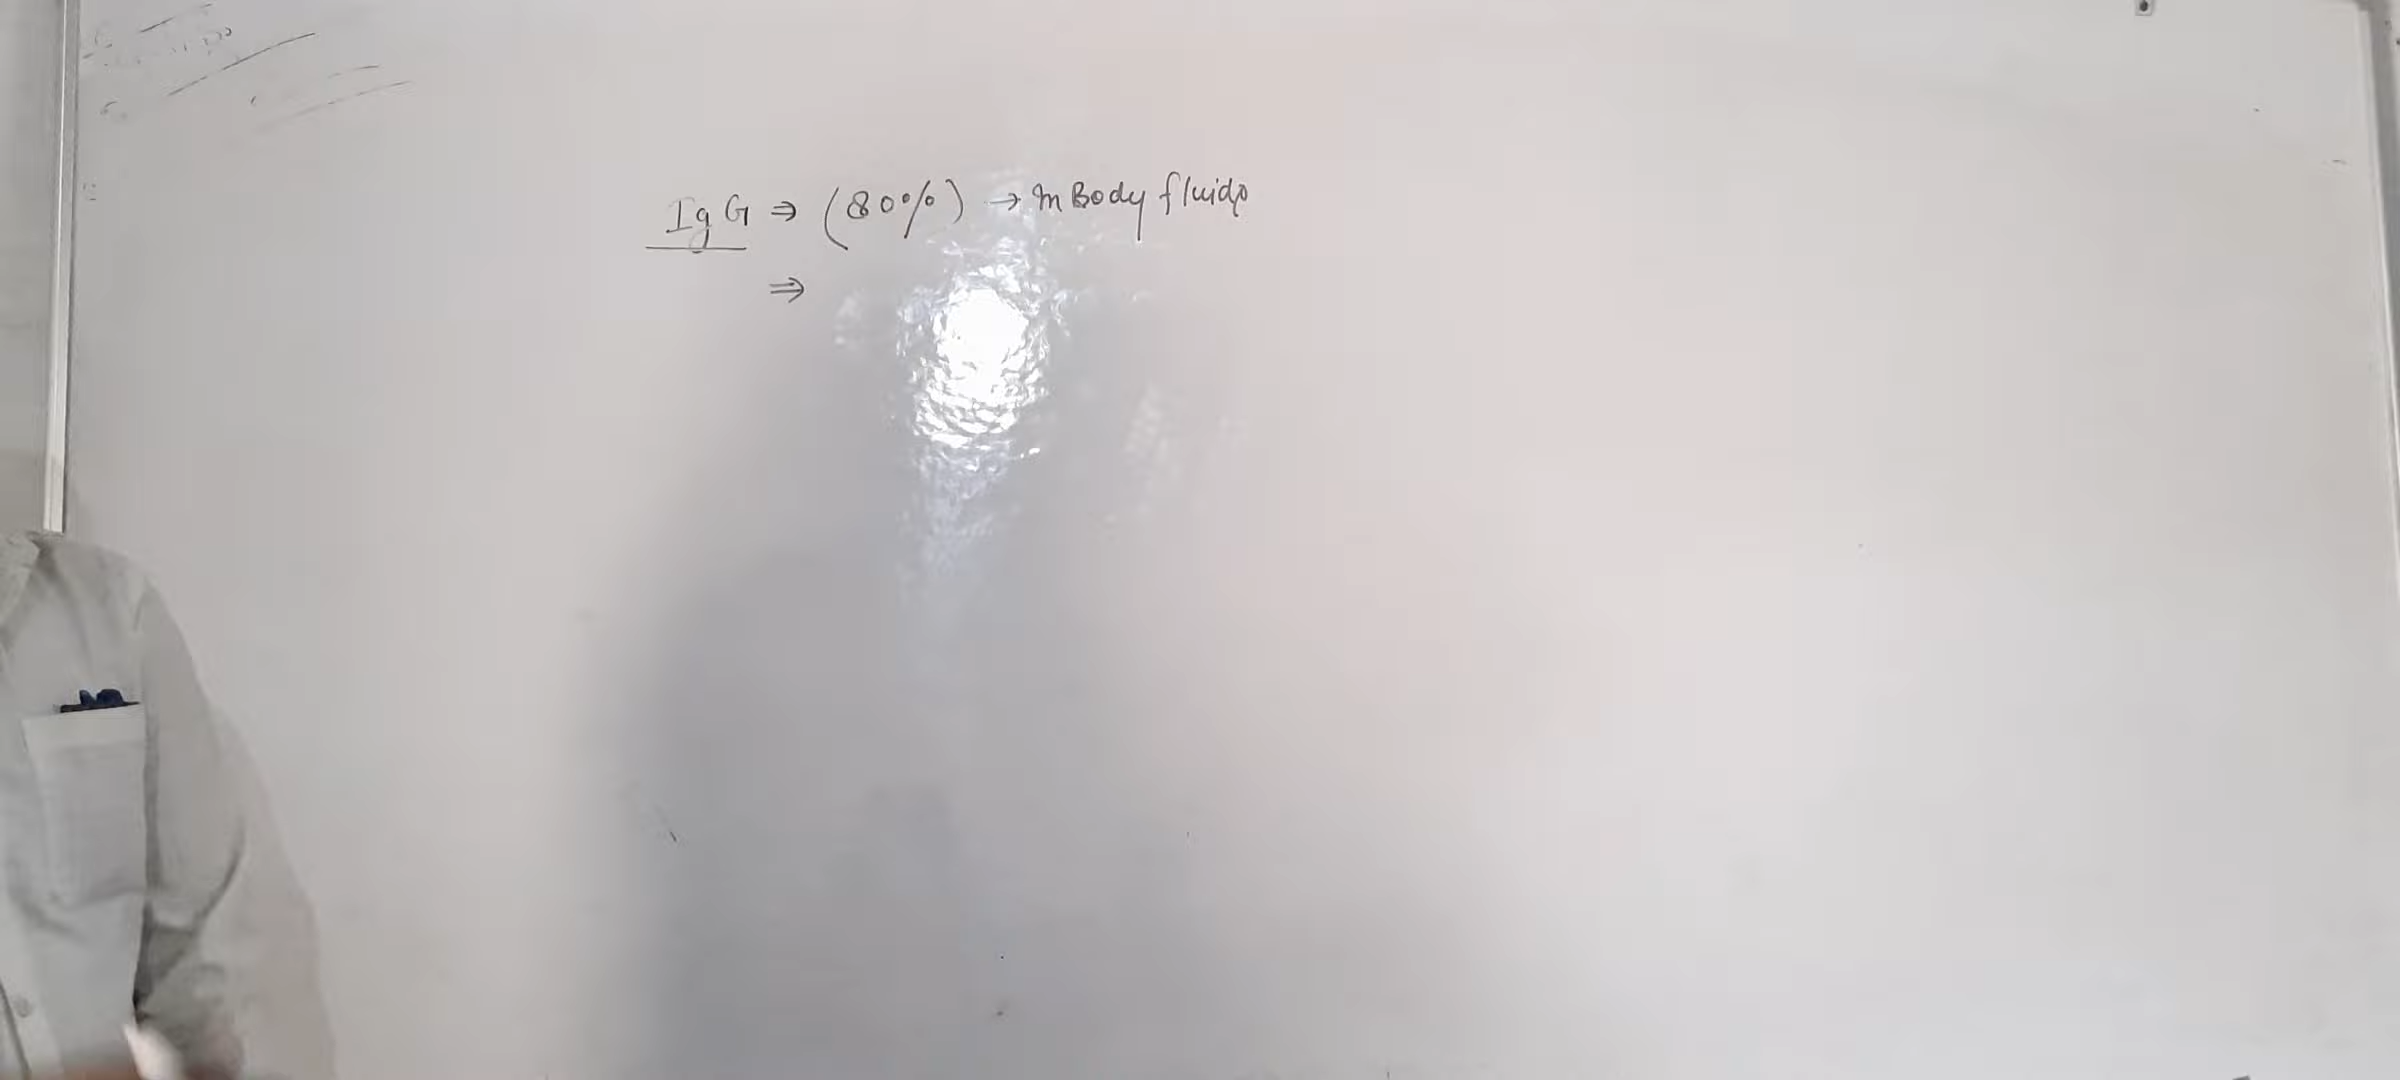 IgG ⇒ (80%) → In Body fluids
⇒